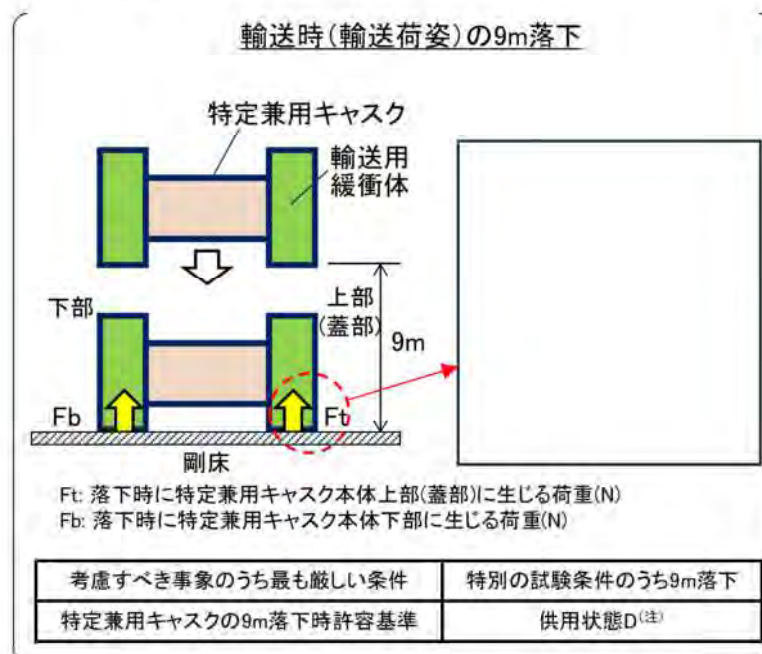 輸送時(輸送荷姿)の9m落下
特定兼用キャスク
輸送用
緩衝体
下部
上部
(蓋部)
9m
Fb
Ft
剛床
Ft: 落下時に特定兼用キャスク本体上部(蓋部)に生じる荷重(N)
Fb: 落下時に特定兼用キャスク本体下部に生じる荷重(N)
考慮すべき事象のうち最も厳しい条件
特別の試験条件のうち9m落下
特定兼用キャスクの9m落下時許容基準
供用状態D(注)